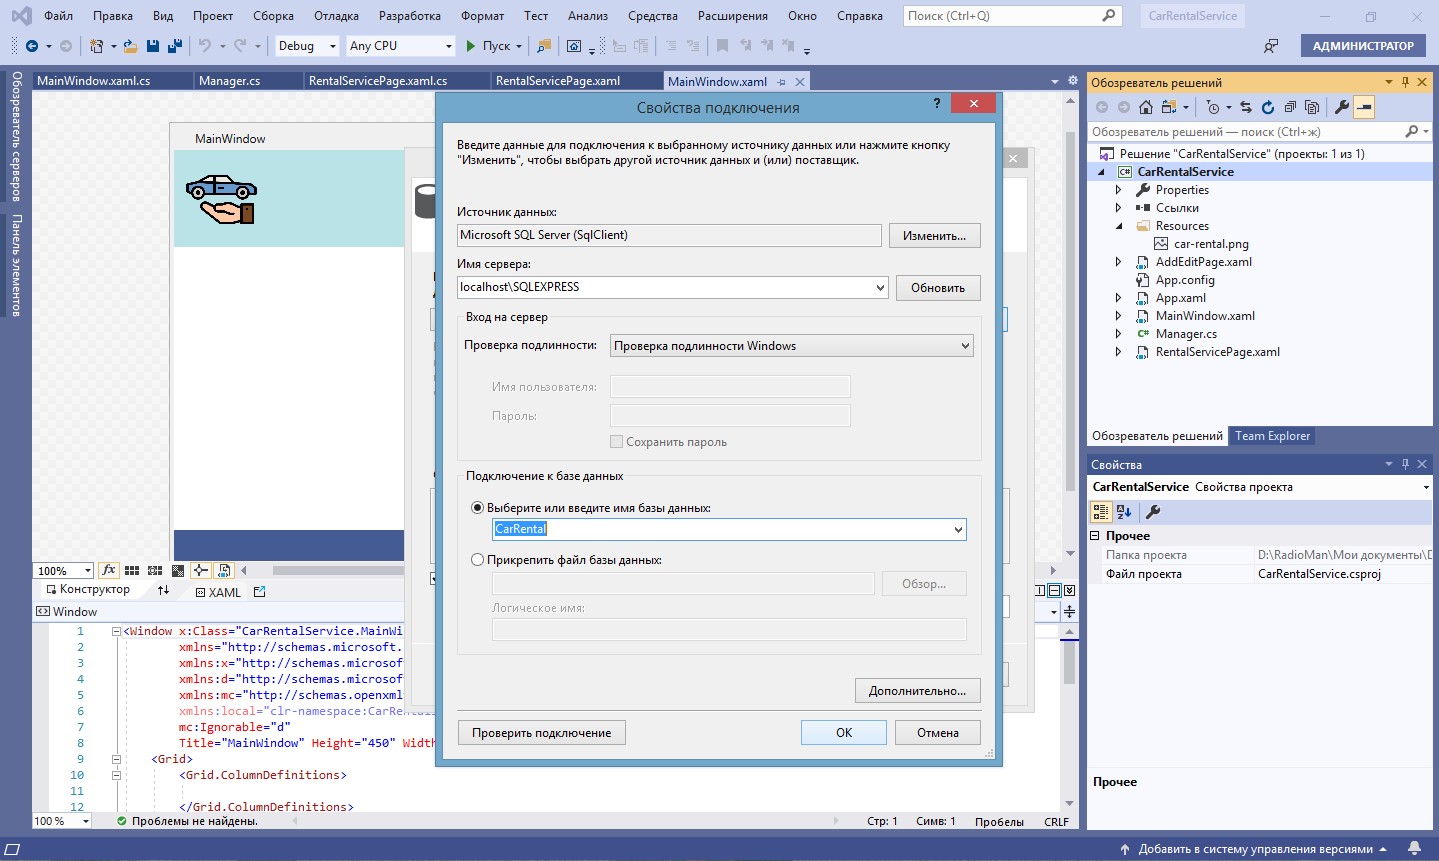 Файл Правка Вид Проект Сборка Отладка Разработка Формат Тест Анализ Средства Расширения Окно Справка Поиск (Ctrl+Q) CarRentalService
Debug Any CPU Пуск АДМИНИСТРАТОР
Обозреватель серверов
Панель элементов
MainWindow.xaml.cs Manager.cs RentalServicePage.xaml.cs RentalServicePage.xaml MainWindow.xaml
MainWindow
Свойства подключения
?
Введите данные для подключения к выбранному источнику данных или нажмите кнопку
"Изменить", чтобы выбрать другой источник данных и (или) поставщик.
Источник данных:
Microsoft SQL Server (SqlClient) Изменить...
Имя сервера:
localhost\SQLEXPRESS Обновить
Вход на сервер
Проверка подлинности: Проверка подлинности Windows
Имя пользователя:
Пароль:
Сохранить пароль
Подключение к базе данных
Выберите или введите имя базы данных:
CarRental
Прикрепить файл базы данных:
Обзор...
Логическое имя:
Дополнительно...
Проверить подключение ОК Отмена
100% fx
Конструктор XAML
Window
1 <Window x:Class="CarRentalService.MainWi
2 xmlns="http://schemas.microsoft.
3 xmlns:x="http://schemas.microsoft
4 xmlns:d="http://schemas.microsoft
5 xmlns:mc="http://schemas.openxml
6 xmlns:local="clr-namespace:CarRental
7 mc:Ignorable="d"
8 Title="MainWindow" Height="450" Width
9 <Grid>
10 <Grid.ColumnDefinitions>
11
12 </Grid.ColumnDefinitions>
100 % Проблемы не найдены. Стр: 1 Симв: 1 Пробелы CRLF
Обозреватель решений
Обозреватель решений — поиск (Ctrl+ж)
Решение "CarRentalService" (проекты: 1 из 1)
C# CarRentalService
Properties
Ссылки
Resources
car-rental.png
AddEditPage.xaml
App.config
App.xaml
MainWindow.xaml
C# Manager.cs
RentalServicePage.xaml
Обозреватель решений Team Explorer
Свойства
CarRentalService Свойства проекта
Прочее
Папка проекта D:\RadioMan\Мои документы\D
Файл проекта CarRentalService.csproj
Прочее
Добавить в систему управления версиями